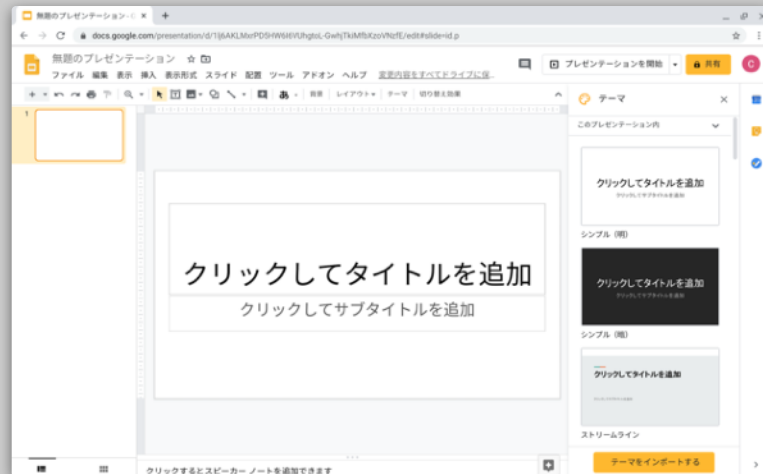 無題のプレゼンテーション - G
docs.google.com/presentation/d/
無題のプレゼンテーション
プレゼンテーションを開始
共有
C
ファイル 編集 表示 挿入 表示形式 スライド 配置 ツール アドオン ヘルプ 変更内容をすべてドライブに保...
あ 背景 レイアウト テーマ 切り替え効果
テーマ
このプレゼンテーション内
1
クリックしてタイトルを追加
クリックしてサブタイトルを追加
クリックしてタイトルを追加
クリックしてサブタイトルを追加
シンプル（明）
クリックしてタイトルを追加
クリックしてサブタイトルを追加
シンプル（暗）
クリックしてタイトルを追加
ストリームライン
テーマをインポートする
クリックするとスピーカー ノートを追加できます